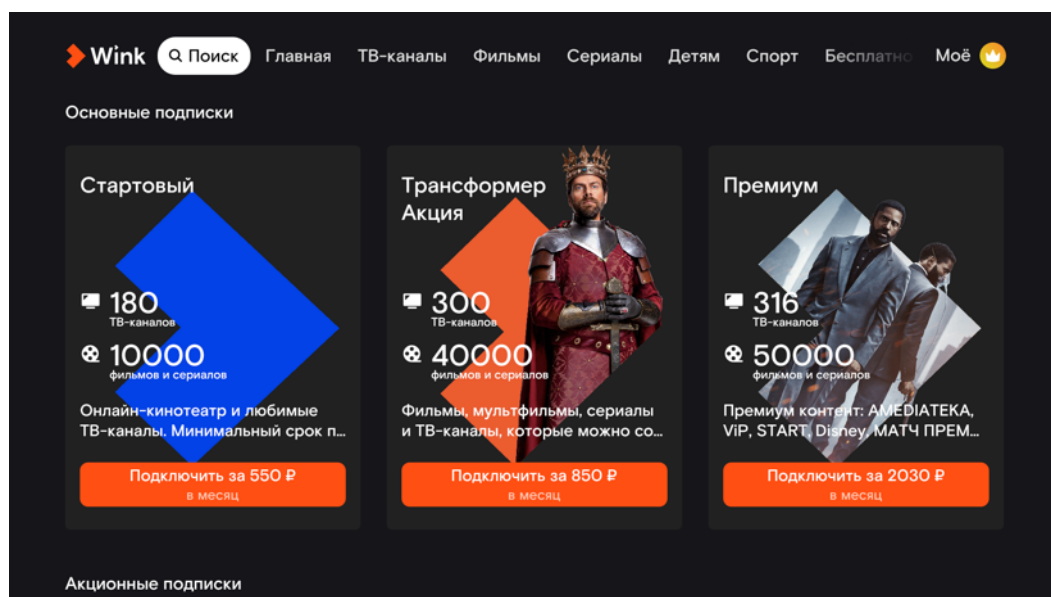 Wink
Поиск
Главная
ТВ-каналы
Фильмы
Сериалы
Детям
Спорт
Бесплатно
Моё
Основные подписки
Стартовый
180
ТВ-каналов
10000
фильмов и сериалов
Онлайн-кинотеатр и любимые
ТВ-каналы. Минимальный срок п...
Подключить за 550 ₽
в месяц
Трансформер
Акция
300
ТВ-каналов
40000
фильмов и сериалов
Фильмы, мультфильмы, сериалы
и ТВ-каналы, которые можно со...
Подключить за 850 ₽
в месяц
Премиум
316
ТВ-каналов
50000
фильмов и сериалов
Премиум контент: AMEDIATEKA,
ViP, START, Disney, МАТЧ ПРЕМ...
Подключить за 2030 ₽
в месяц
Акционные подписки